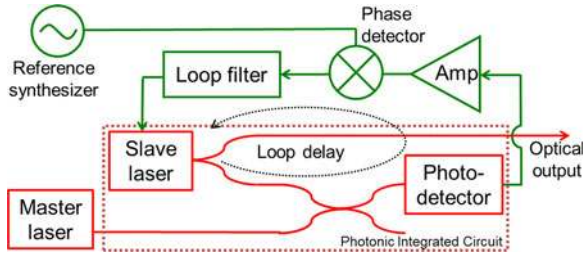 Phase
detector
Reference
synthesizer
Loop filter
Amp
Slave
laser
Loop delay
Optical
output
Photo-
detector
Master
laser
Photonic Integrated Circuit